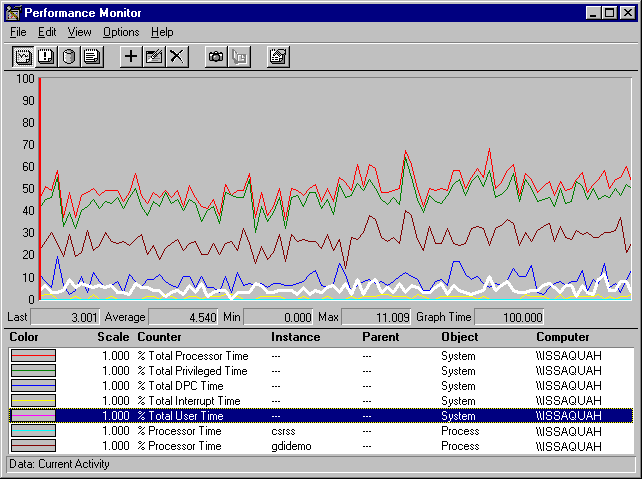 Performance Monitor
File Edit View Options Help
100
90
80
70
60
50
40
30
20
10
0
Last 3.001 Average 4.540 Min 0.000 Max 11.009 Graph Time 100.000
Color Scale Counter Instance Parent Object Computer
1.000 % Total Processor Time --- --- System \\ISSAQUAH
1.000 % Total Privileged Time --- --- System \\ISSAQUAH
1.000 % Total DPC Time --- --- System \\ISSAQUAH
1.000 % Total Interrupt Time --- --- System \\ISSAQUAH
1.000 % Total User Time --- --- System \\ISSAQUAH
1.000 % Processor Time csrss --- Process \\ISSAQUAH
1.000 % Processor Time gdidemo --- Process \\ISSAQUAH
Data: Current Activity